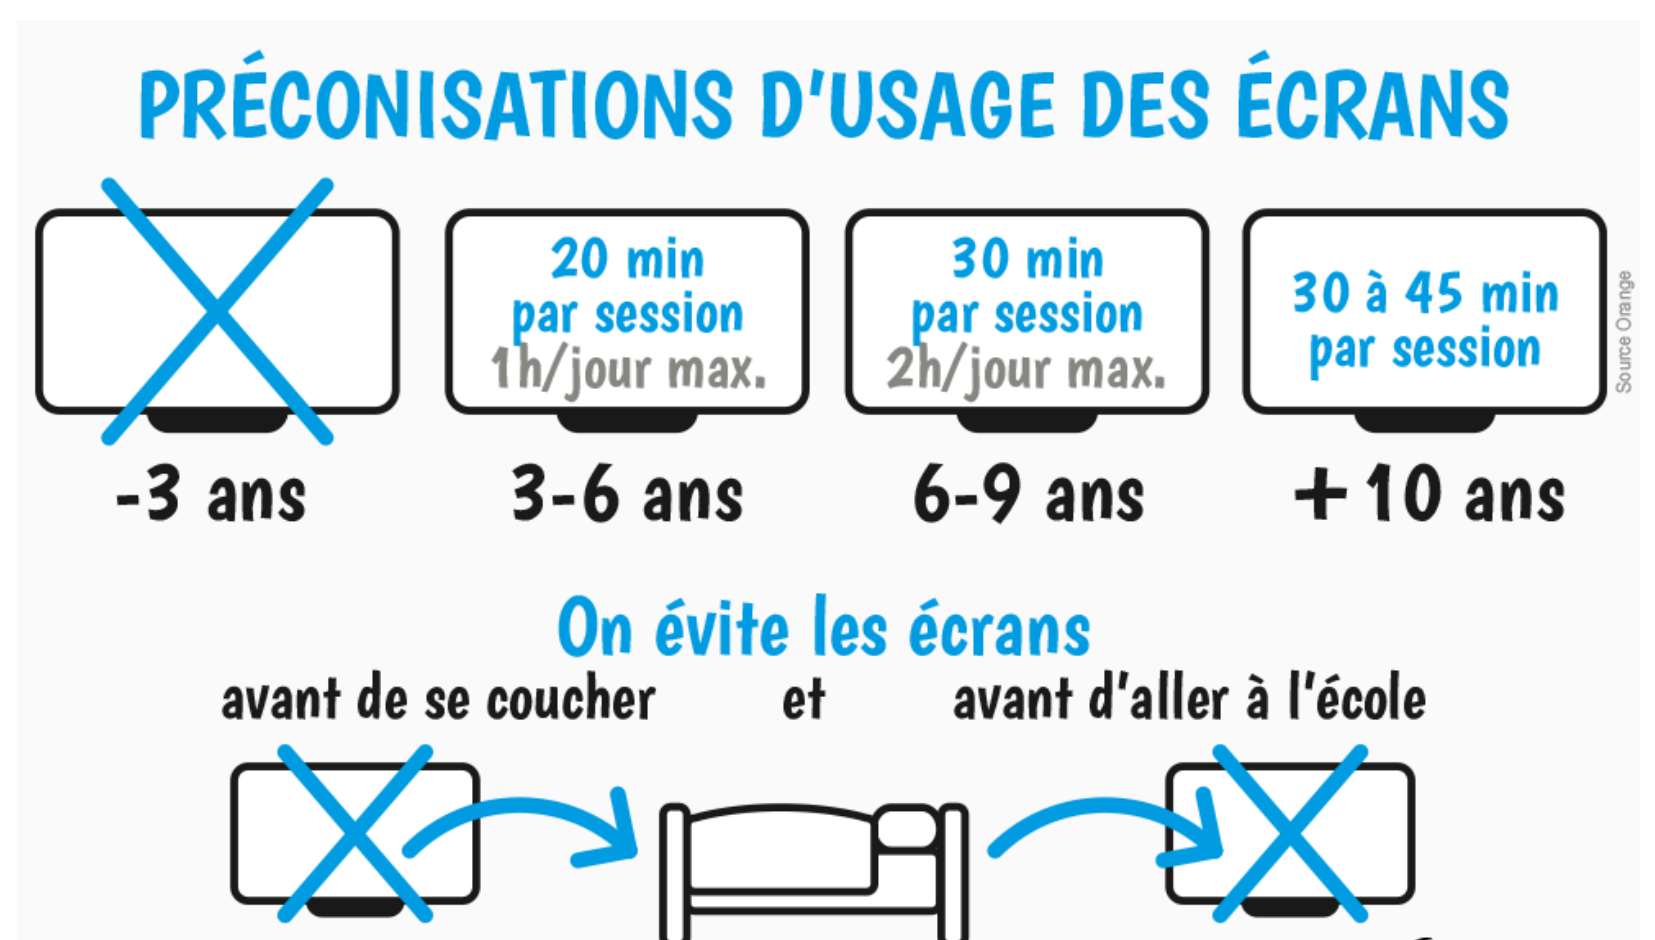 PRÉCONISATIONS D'USAGE DES ÉCRANS
20 min
par session
1h/jour max.
30 min
par session
2h/jour max.
30 à 45 min
par session
Source Orange
-3 ans
3-6 ans
6-9 ans
+10 ans
On évite les écrans
avant de se coucher et avant d'aller à l'école